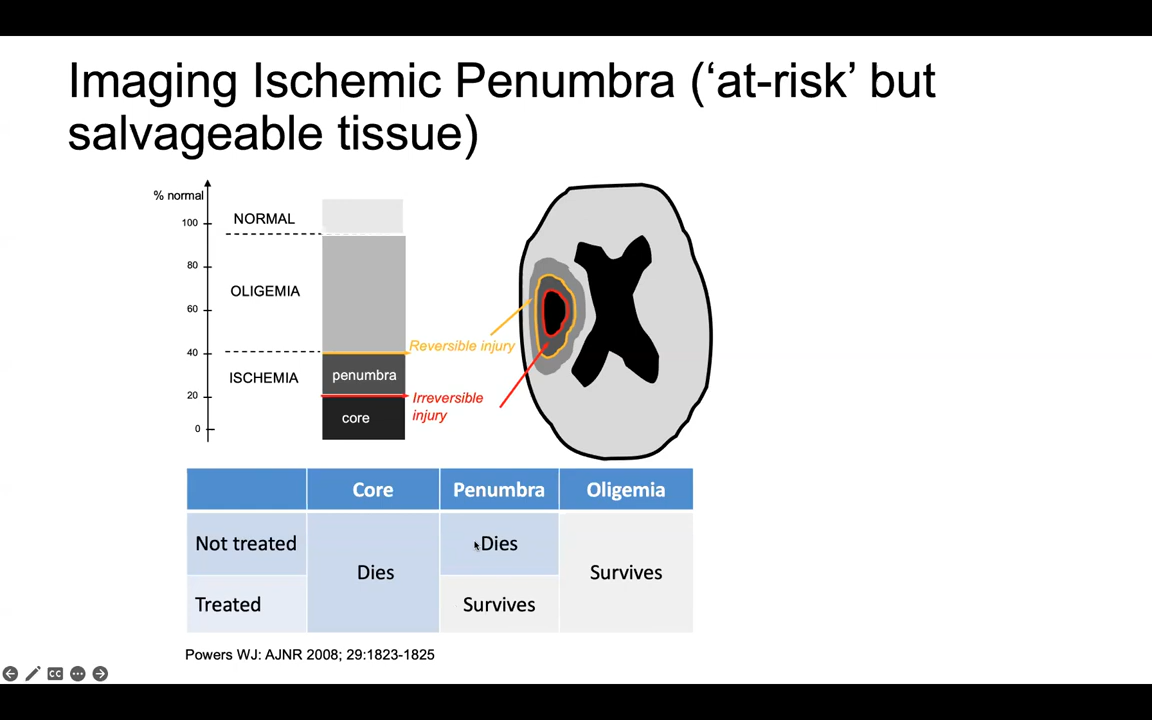 Imaging Ischemic Penumbra (‘at-risk’ but
salvageable tissue)
% normal
100
80
60
40
20
0
NORMAL
OLIGEMIA
ISCHEMIA
penumbra
core
Reversible injury
Irreversible
injury
Core Penumbra Oligemia
Not treated Dies Dies Survives
Treated Survives
Powers WJ: AJNR 2008; 29:1823-1825
CC